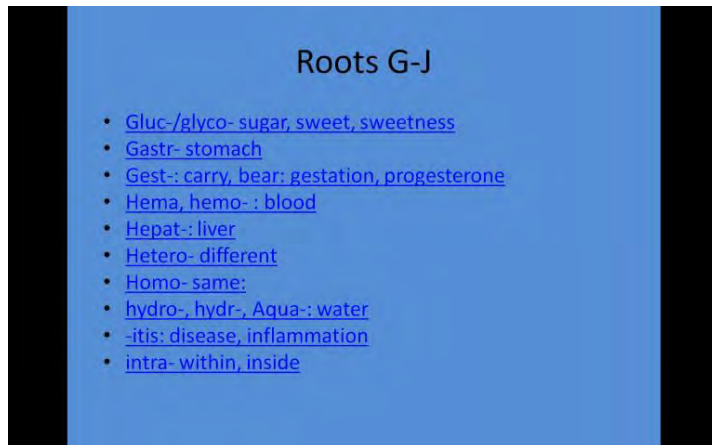 Roots G-J
• Gluc-/glyco- sugar, sweet, sweetness
• Gastr- stomach
• Gest-: carry, bear: gestation, progesterone
• Hema, hemo- : blood
• Hepat-: liver
• Hetero- different
• Homo- same:
• hydro-, hydr-, Aqua-: water
• -itis: disease, inflammation
• intra- within, inside